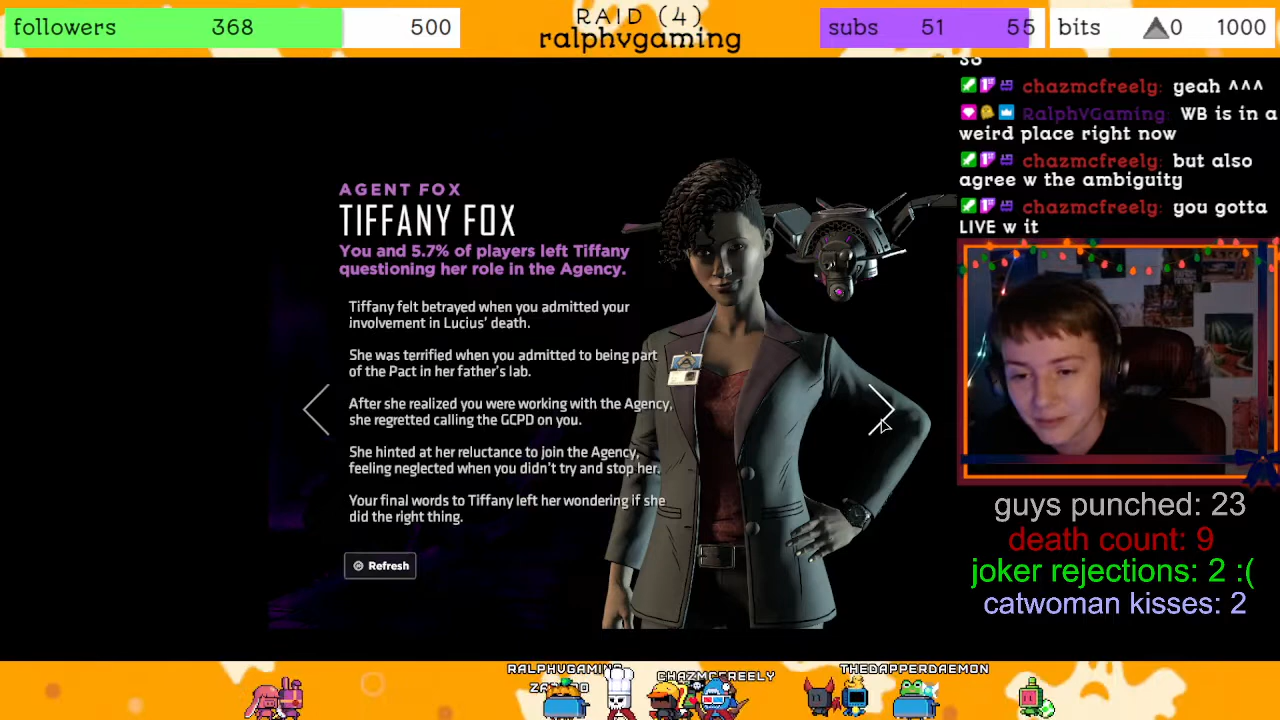 followers 368 500
RAID (4)
ralphvgaming
subs 51 55
bits 0 1000
chazmcfreely: yeah ^^^
RalphVGaming: WB is in a
weird place right now
chazmcfreely: but also
agree w the ambiguity
chazmcfreely: you gotta
LIVE w it
AGENT FOX
TIFFANY FOX
You and 5.7% of players left Tiffany
questioning her role in the Agency.
Tiffany felt betrayed when you admitted your
involvement in Lucius' death.
She was terrified when you admitted to being part
of the Pact in her father's lab.
After she realized you were working with the Agency,
she regretted calling the GCPD on you.
She hinted at her reluctance to join the Agency,
feeling neglected when you didn't try and stop her.
Your final words to Tiffany left her wondering if she
did the right thing.
Refresh
guys punched: 23
death count: 9
joker rejections: 2 :(
catwoman kisses: 2
RALPHVGAMING
CHAZMCFREELY
THEDAPPERDAEMON